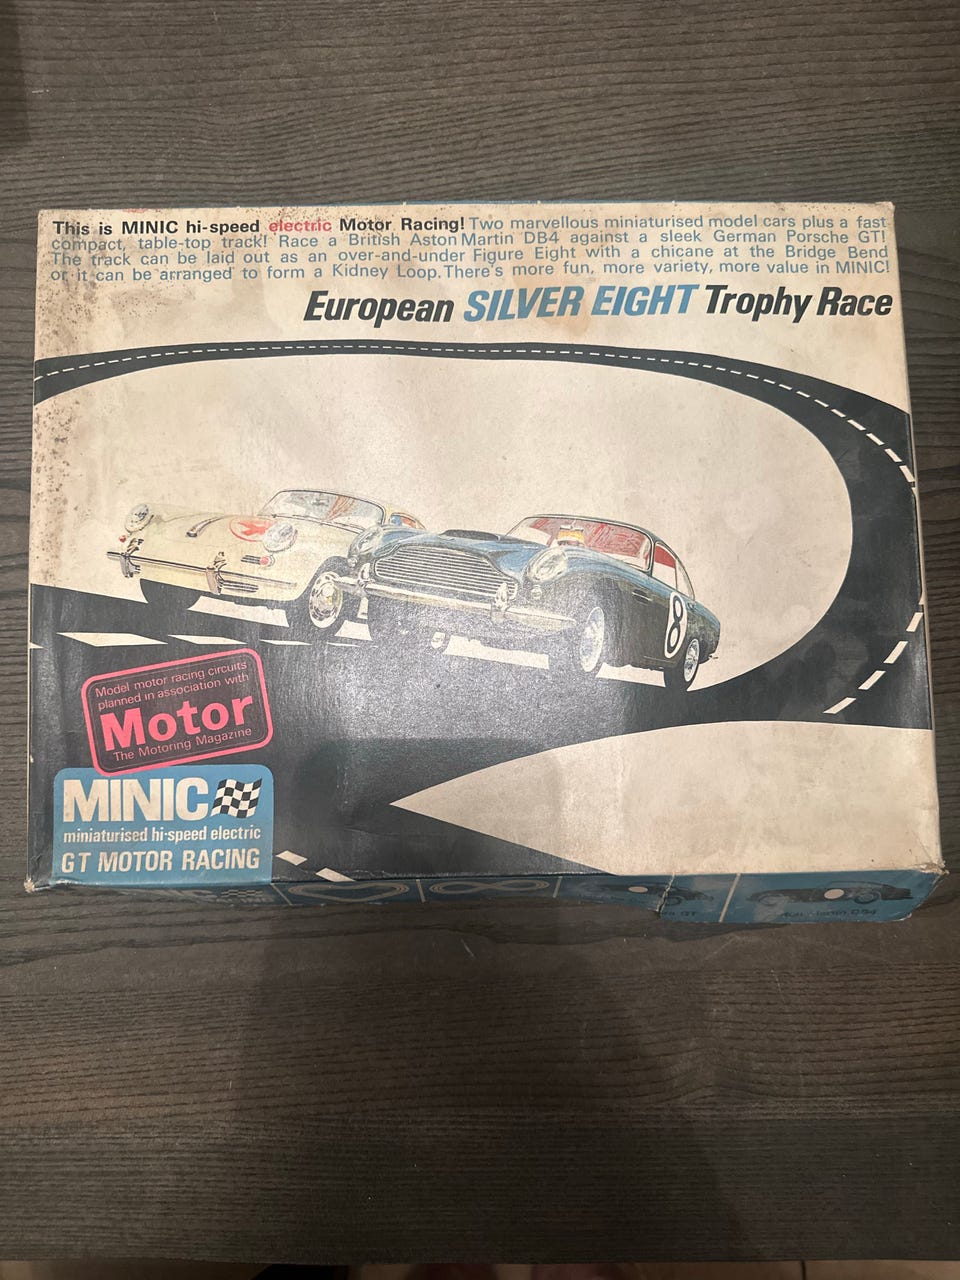 This is MINIC hi-speed electric Motor Racing! Two marvellous miniaturised model cars plus a fast
compact, table-top track! Race a British Aston Martin DB4 against a sleek German Porsche GT!
The track can be laid out as an over-and-under Figure Eight with a chicane at the Bridge Bend
or it can be arranged to form a Kidney Loop. There's more fun, more variety, more value in MINIC!
European SILVER EIGHT Trophy Race
8
Model motor racing circuits
planned in association with
Motor
The Motoring Magazine
MINIC
miniaturised hi-speed electric
GT MOTOR RACING
GT
DB4